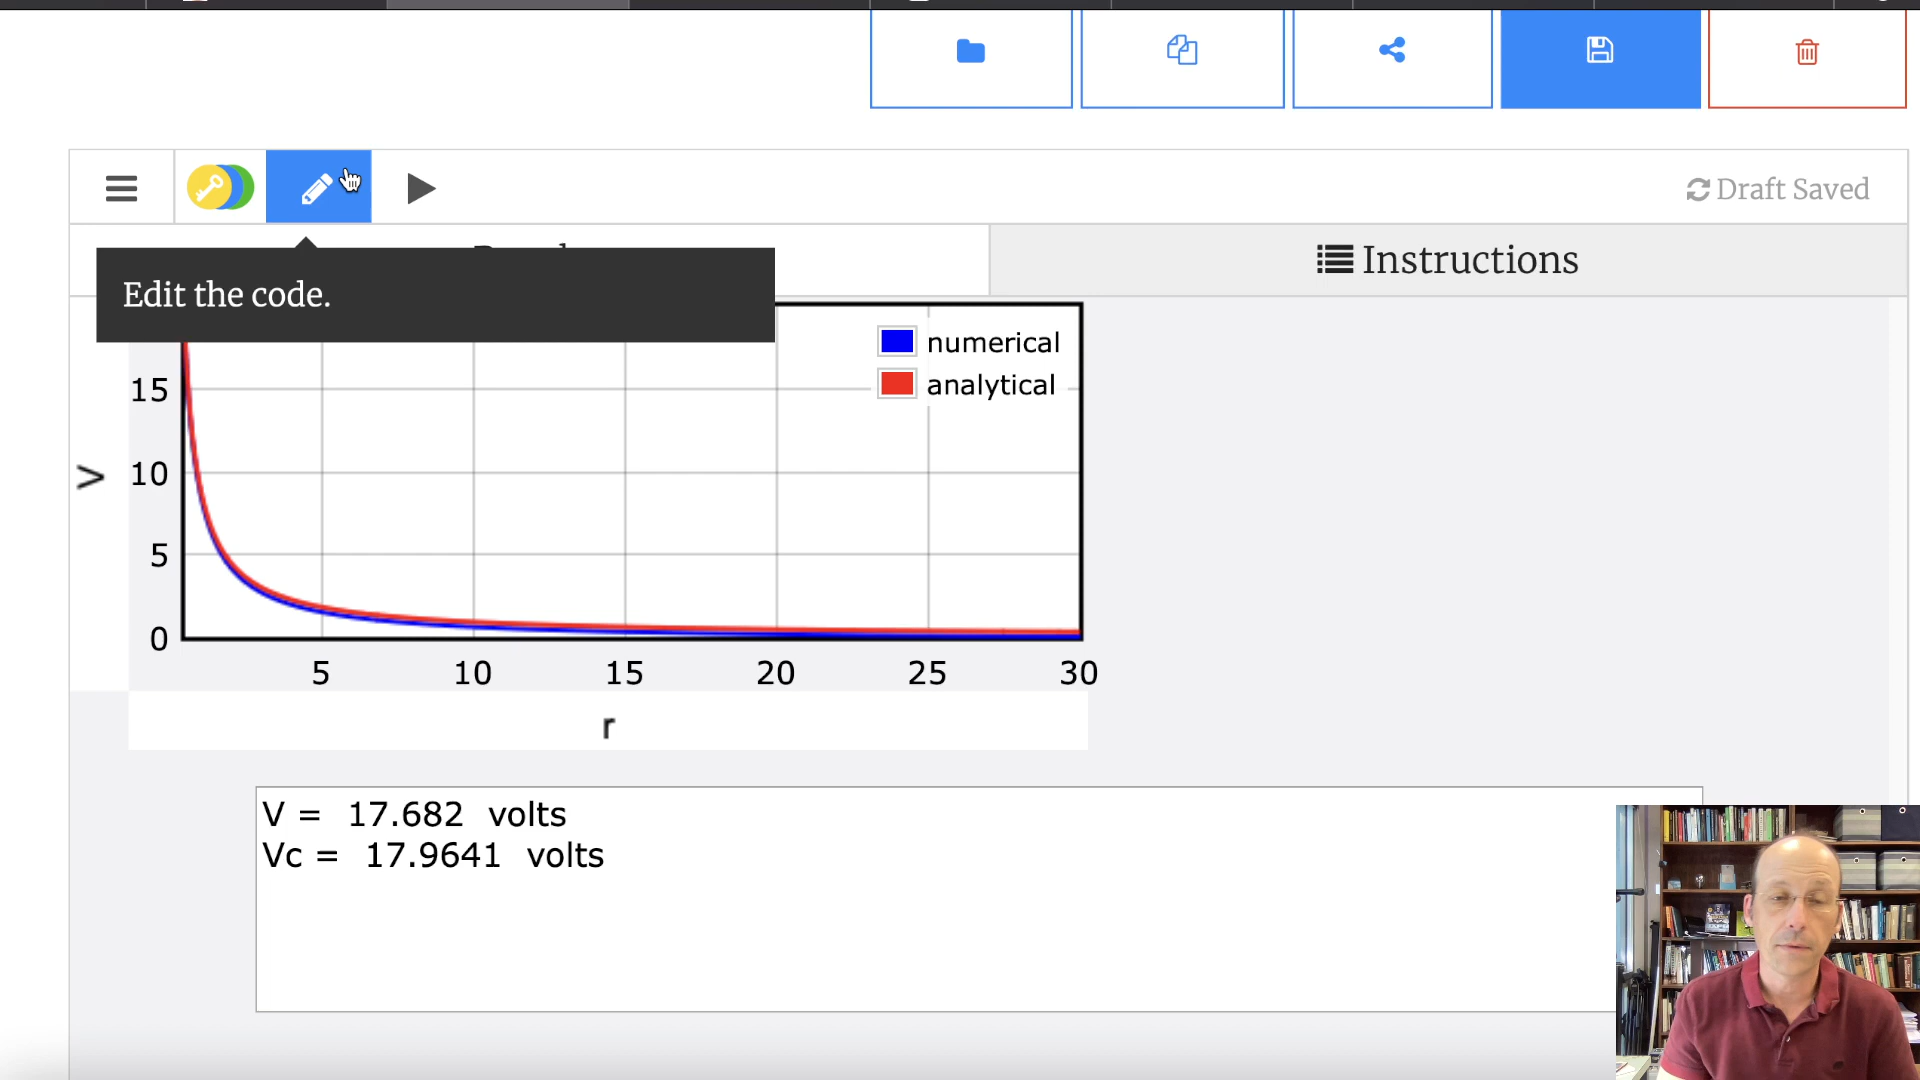 Draft Saved
Instructions
Edit the code.
numerical
analytical
15
10
5
0
V
5 10 15 20 25 30
r
V = 17.682 volts
Vc = 17.9641 volts